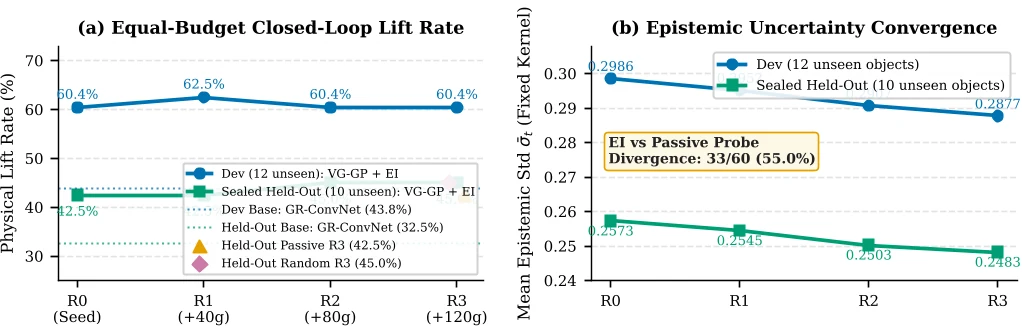 (a) Equal-Budget Closed-Loop Lift Rate
Physical Lift Rate (%)
70
60
50
40
30
60.4%
62.5%
60.4%
60.4%
42.5%
Dev (12 unseen): VG-GP + EI
Sealed Held-Out (10 unseen): VG-GP + EI
Dev Base: GR-ConvNet (43.8%)
Held-Out Base: GR-ConvNet (32.5%)
Held-Out Passive R3 (42.5%)
Held-Out Random R3 (45.0%)
R0
(Seed)
R1
(+40g)
R2
(+80g)
R3
(+120g)
(b) Epistemic Uncertainty Convergence
Mean Epistemic Std σ̄t (Fixed Kernel)
0.30
0.29
0.28
0.27
0.26
0.25
0.24
0.2986
0.2877
Dev (12 unseen objects)
Sealed Held-Out (10 unseen objects)
EI vs Passive Probe
Divergence: 33/60 (55.0%)
0.2573
0.2545
0.2503
0.2483
R0
R1
R2
R3